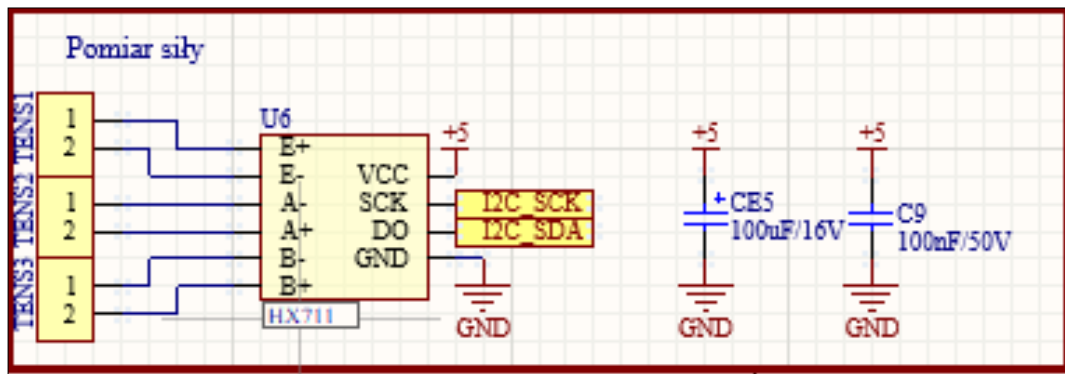 Pomiar siły
TENS1
1
2
TENS2
1
2
TENS3
1
2
U6
E+
E-
A-
A+
B-
B+
VCC
SCK
DO
GND
HX711
+5
I2C_SCK
I2C_SDA
GND
+5
CE5
+
100uF/16V
GND
+5
C9
100nF/50V
GND